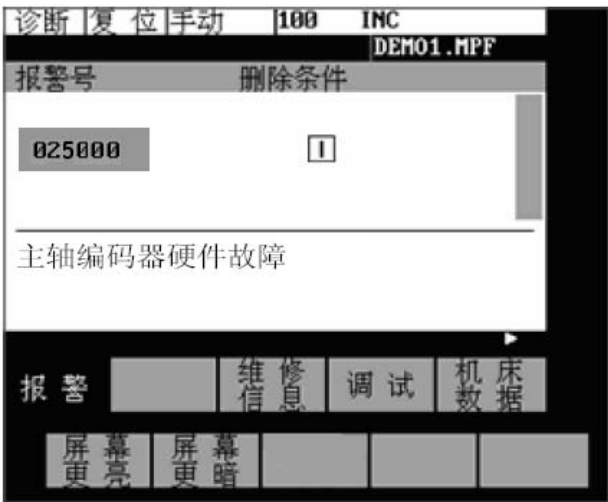 诊断 复 位 手动 100 INC
DEMO1.MPF
报警号 删除条件
025000 I
主轴编码器硬件故障
报 警 维 修 信 息 调 试 机 床 数 据
屏 幕 更 亮 屏 幕 更 暗